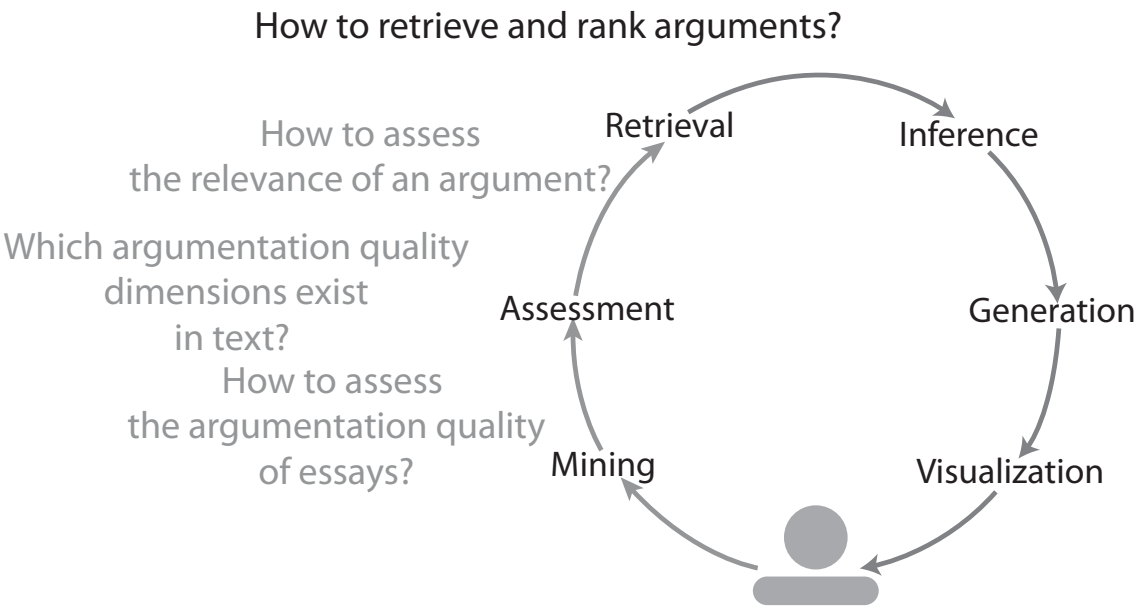 How to retrieve and rank arguments?
Retrieval
Inference
How to assess
the relevance of an argument?
Which argumentation quality
dimensions exist
in text?
Assessment
Generation
How to assess
the argumentation quality
of essays?
Mining
Visualization